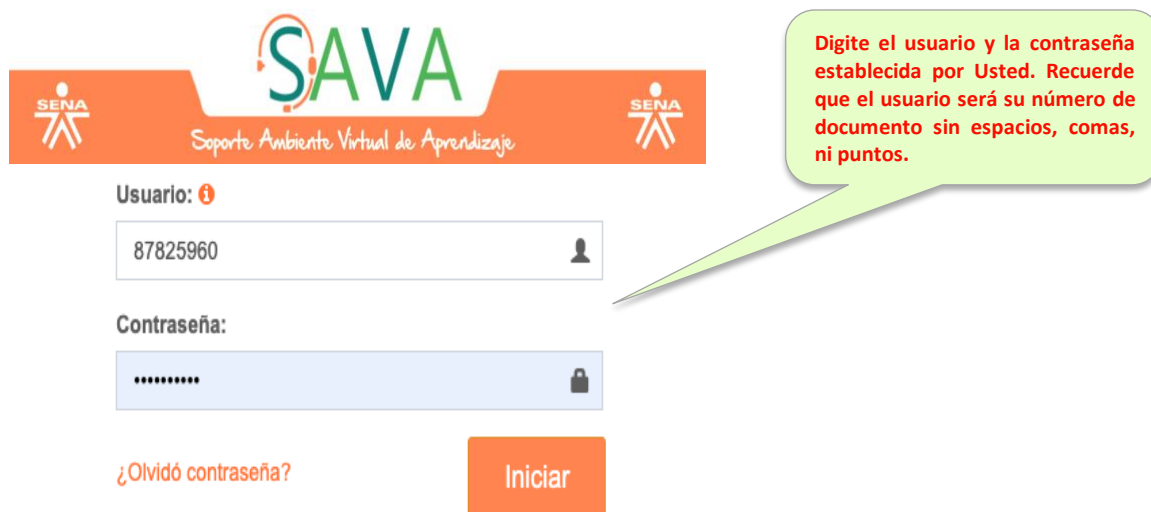 SAVA
SENA
SENA
Soporte Ambiente Virtual de Aprendizaje
Digite el usuario y la contraseña
establecida por Usted. Recuerde
que el usuario será su número de
documento sin espacios, comas,
ni puntos.
Usuario:
87825960
Contraseña:
••••••••••
¿Olvidó contraseña?
Iniciar